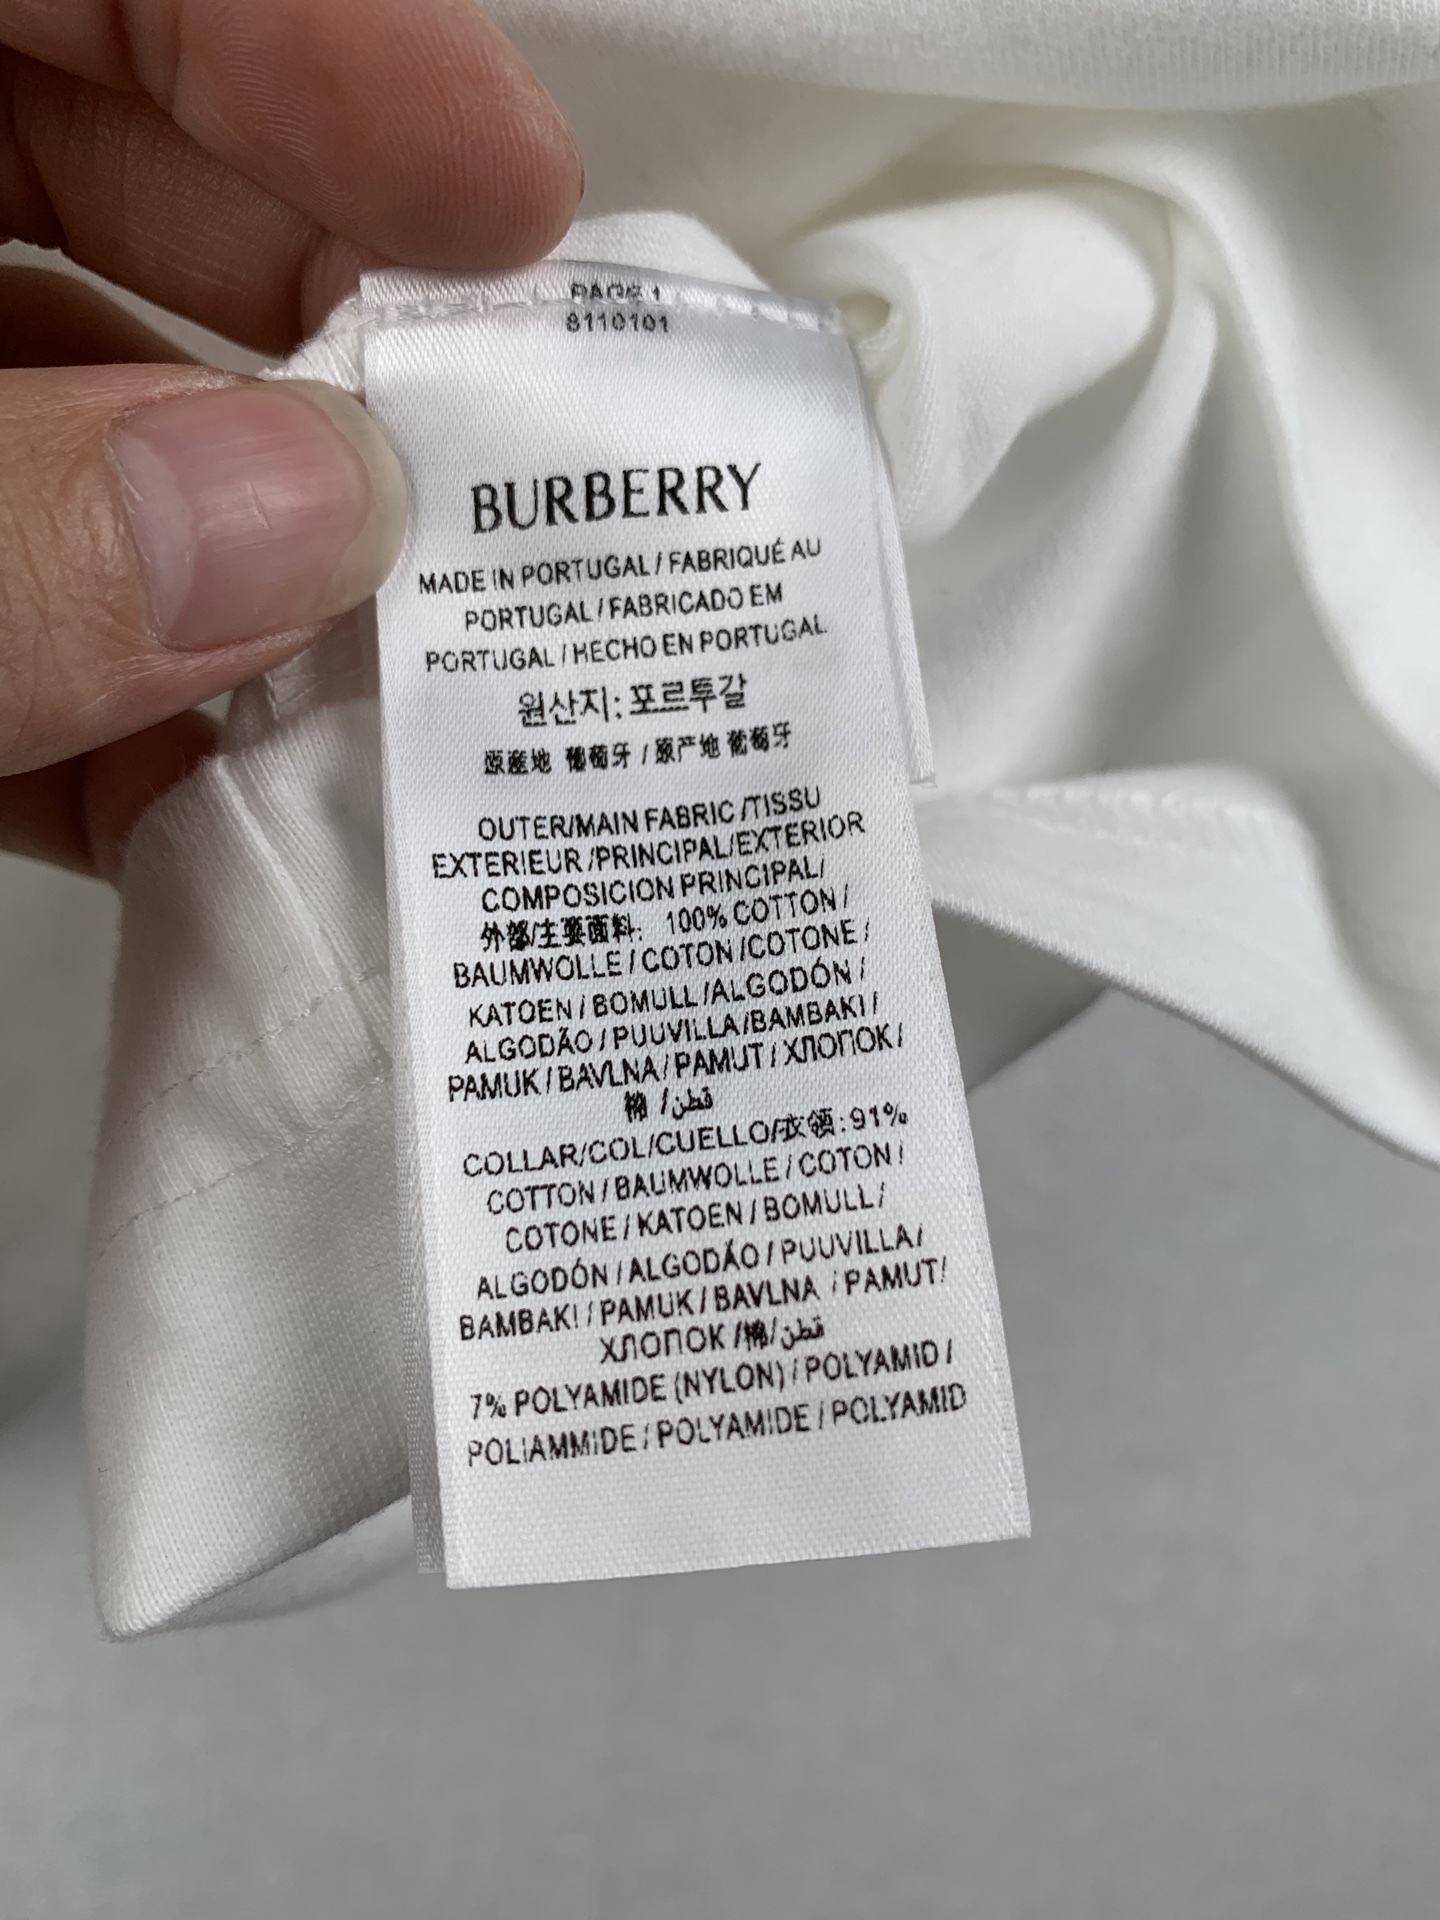 PAGE 1
8110101
BURBERRY
MADE IN PORTUGAL / FABRIQUÉ AU
PORTUGAL / FABRICADO EM
PORTUGAL / HECHO EN PORTUGAL
원산지: 포르투갈
原産地 葡萄牙 / 原产地 葡萄牙
OUTER/MAIN FABRIC /TISSU
EXTERIEUR /PRINCIPAL/EXTERIOR
COMPOSICION PRINCIPAL/
外部/主要面料: 100% COTTON /
BAUMWOLLE / COTON /COTONE /
KATOEN / BOMULL /ALGODÓN /
ALGODÃO / PUUVILLA /BAMBAKI /
PAMUK / BAVLNA / PAMUT / ХЛОПОК /
棉 / قطن
COLLAR/COL/CUELLO/衣領: 91%
COTTON / BAUMWOLLE / COTON /
COTONE / KATOEN / BOMULL /
ALGODÓN / ALGODÃO / PUUVILLA /
BAMBAKI / PAMUK / BAVLNA / PAMUT/
ХЛОПОК /棉/ قطن
7% POLYAMIDE (NYLON) / POLYAMID /
POLIAMMIDE / POLYAMIDE / POLYAMID